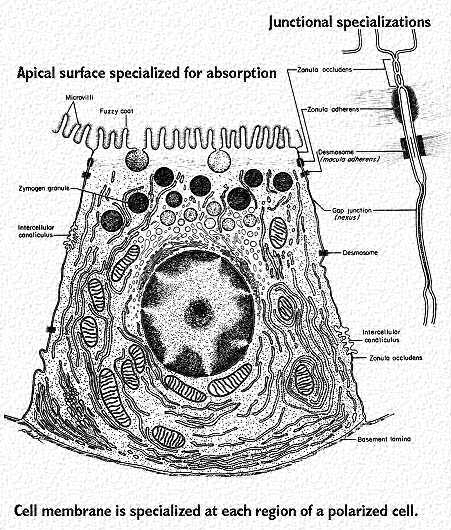 Junctional specializations
Apical surface specialized for absorption
Microvilli
Fuzzy coat
Zonula occludens
Zonula adherens
Desmosome
(macula adherens)
Zymogen granule
Gap junction
(nexus)
Intercellular
canaliculus
Desmosome
Intercellular
canaliculus
Zonula occludens
Basement lamina
Cell membrane is specialized at each region of a polarized cell.